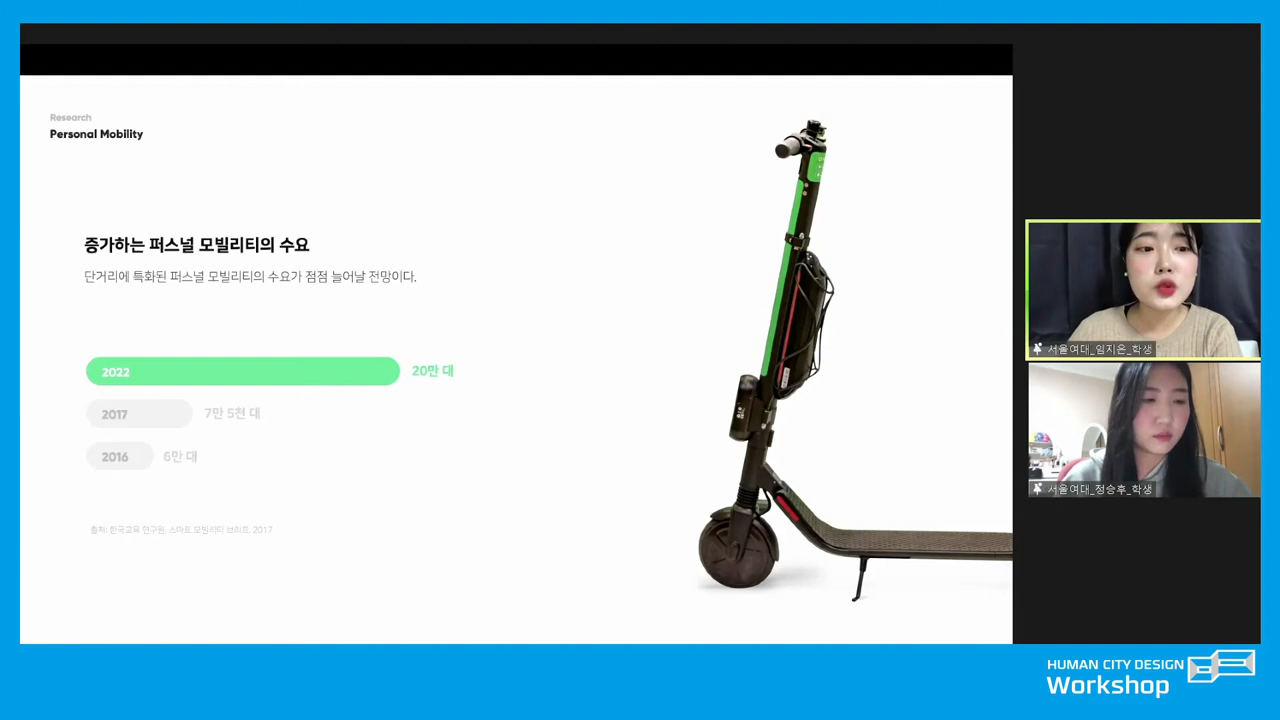 Research
Personal Mobility
증가하는 퍼스널 모빌리티의 수요
단거리에 특화된 퍼스널 모빌리티의 수요가 점점 늘어날 전망이다.
2022 20만 대
2017 7만 5천 대
2016 6만 대
출처: 한국교육 연구원, 스마트 모빌리티 브리프, 2017
서울여대_임지은_학생
서울여대_정승후_학생
HUMAN CITY DESIGN
Workshop